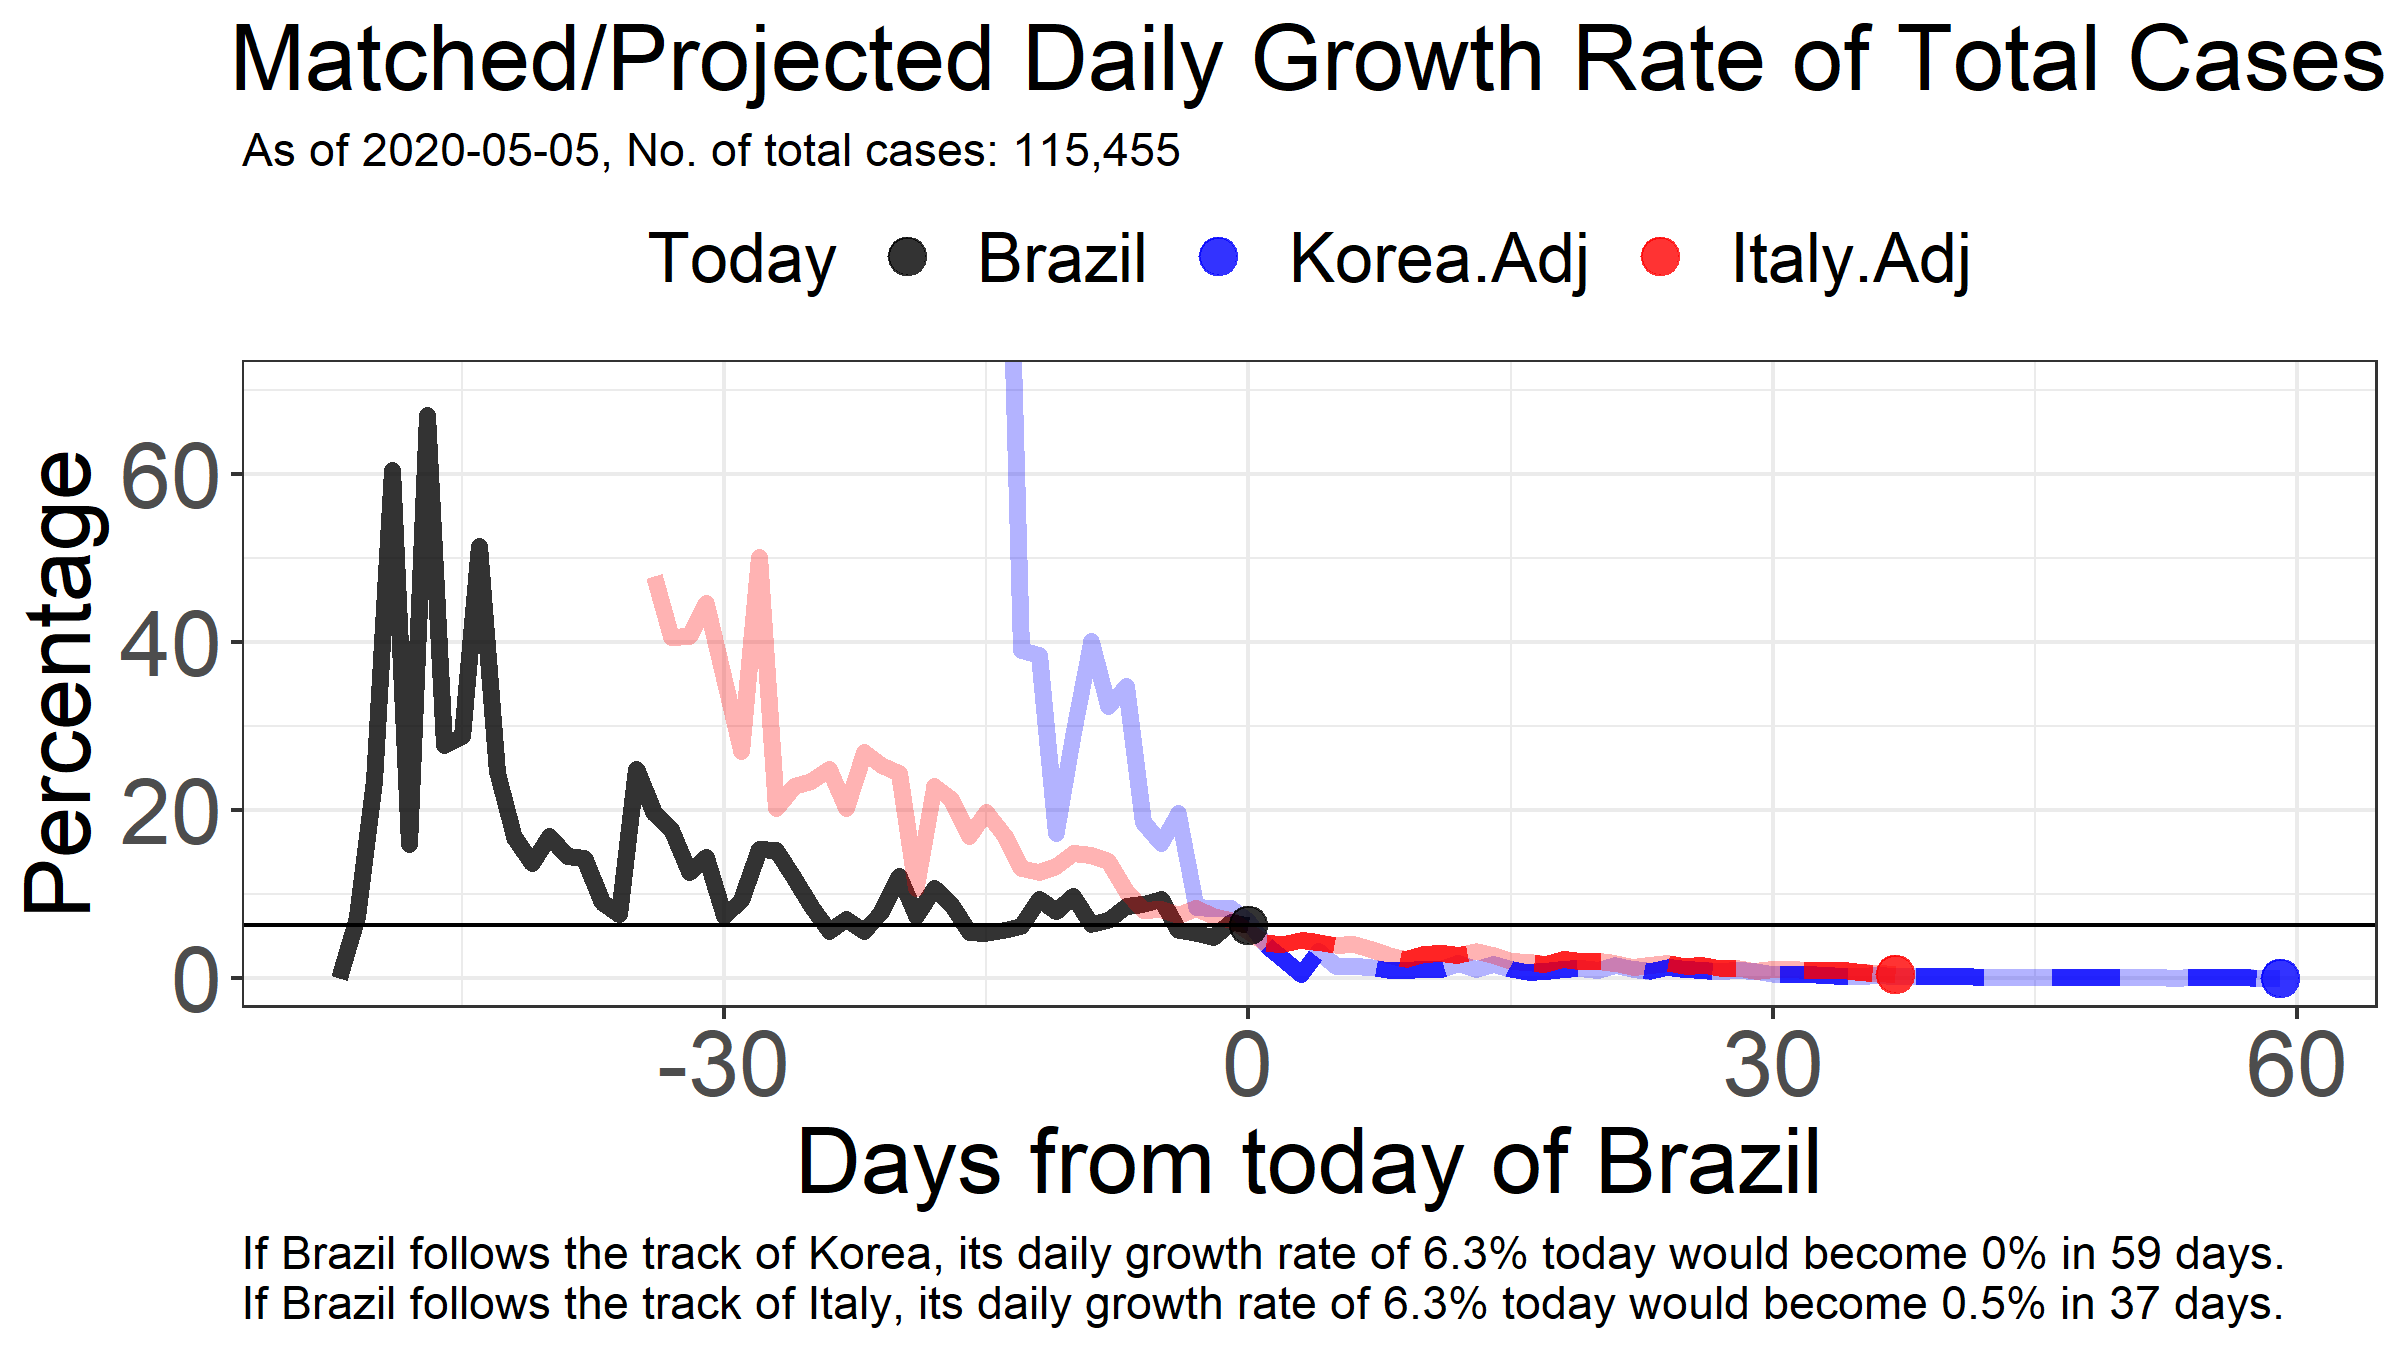 Matched/Projected Daily Growth Rate of Total Cases
As of 2020-05-05, No. of total cases: 115,455
Today Brazil Korea.Adj Italy.Adj
Percentage
60
40
20
0
-30 0 30 60
Days from today of Brazil
If Brazil follows the track of Korea, its daily growth rate of 6.3% today would become 0% in 59 days.
If Brazil follows the track of Italy, its daily growth rate of 6.3% today would become 0.5% in 37 days.